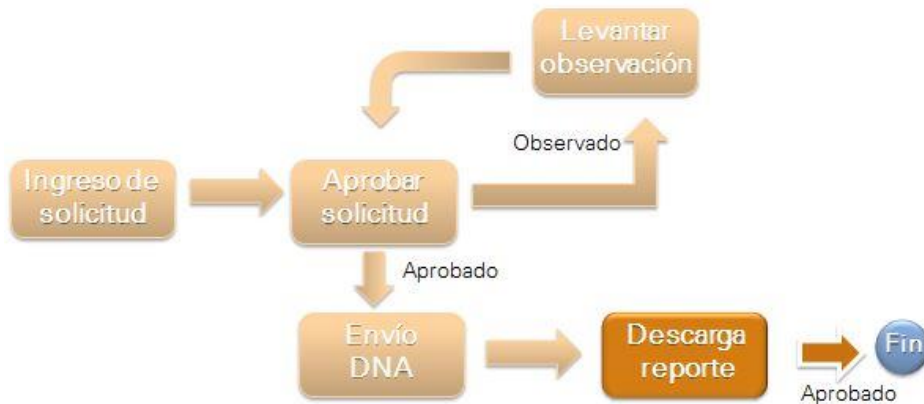 Levantar
observación
Observado
Ingreso de
solicitud
Aprobar
solicitud
Aprobado
Envío
DNA
Descarga
reporte
Fin
Aprobado